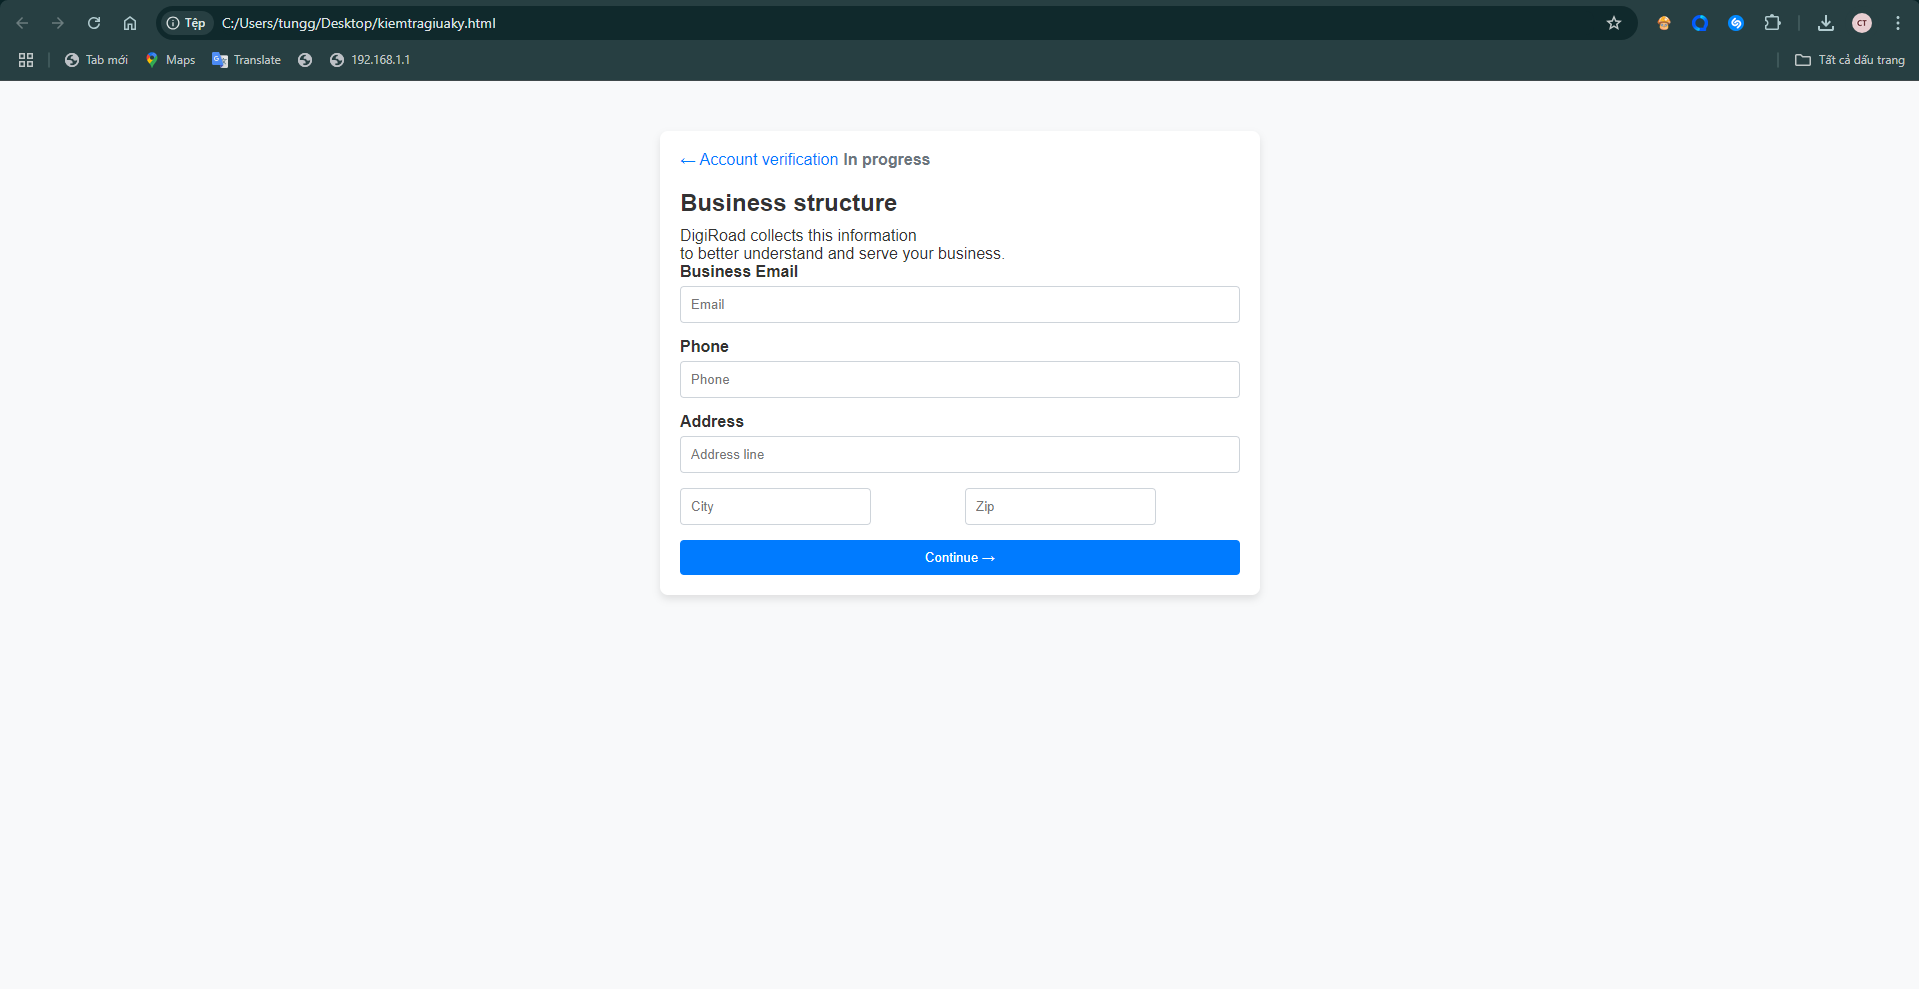 Tệp C:/Users/tungg/Desktop/kiemtragiuaky.html CT
Tab mới Maps Translate 192.168.1.1 Tất cả dấu trang
← Account verification In progress
Business structure
DigiRoad collects this information
to better understand and serve your business.
Business Email
Email
Phone
Phone
Address
Address line
City Zip
Continue →